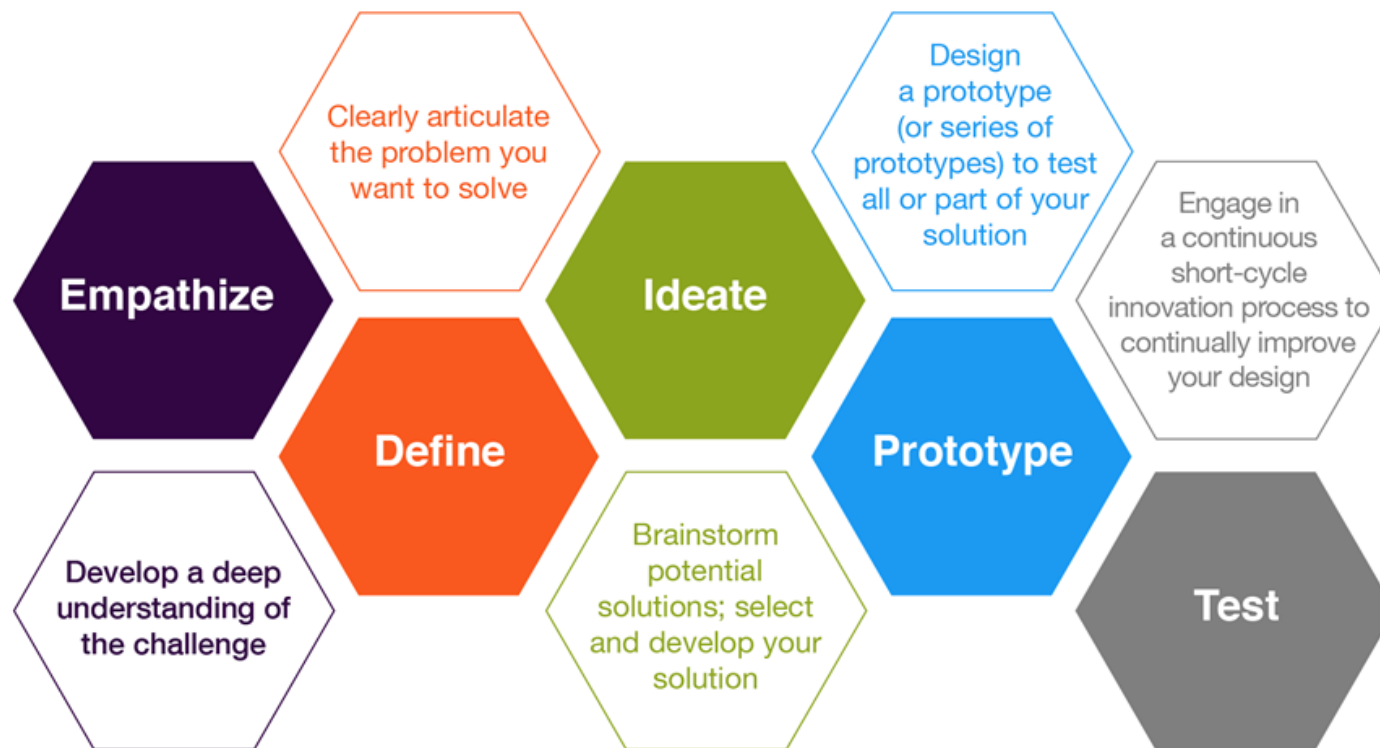 Empathize
Develop a deep
understanding of
the challenge
Clearly articulate
the problem you
want to solve
Define
Ideate
Brainstorm
potential
solutions; select
and develop your
solution
Design
a prototype
(or series of
prototypes) to test
all or part of your
solution
Prototype
Engage in
a continuous
short-cycle
innovation process to
continually improve
your design
Test